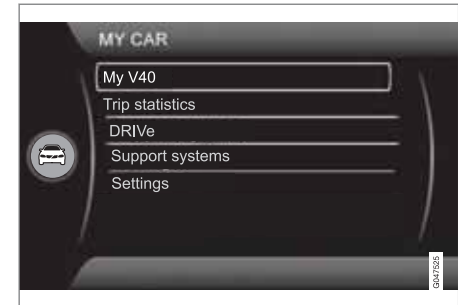 MY CAR
My V40
Trip statistics
DRIVe
Support systems
Settings
G047525